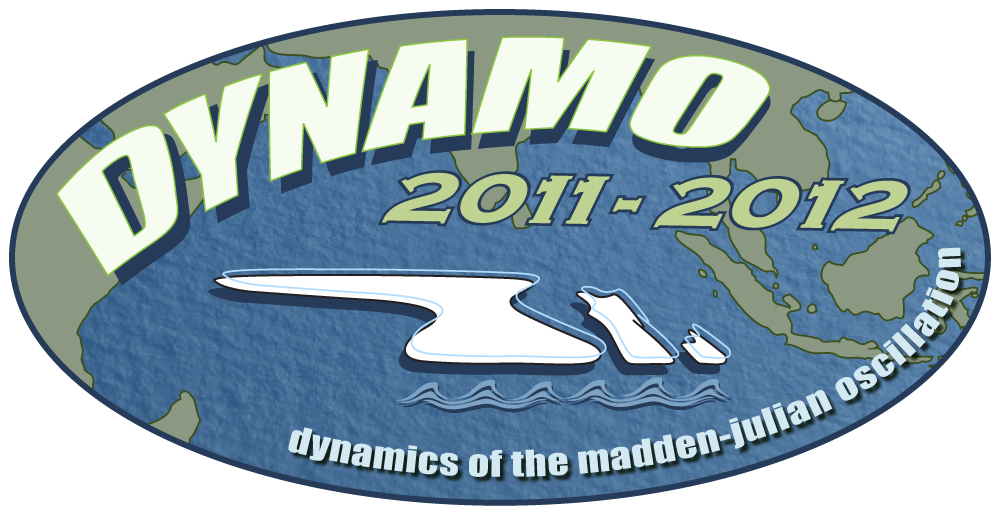 DYNAMO
2011 - 2012
dynamics of the madden-julian oscillation